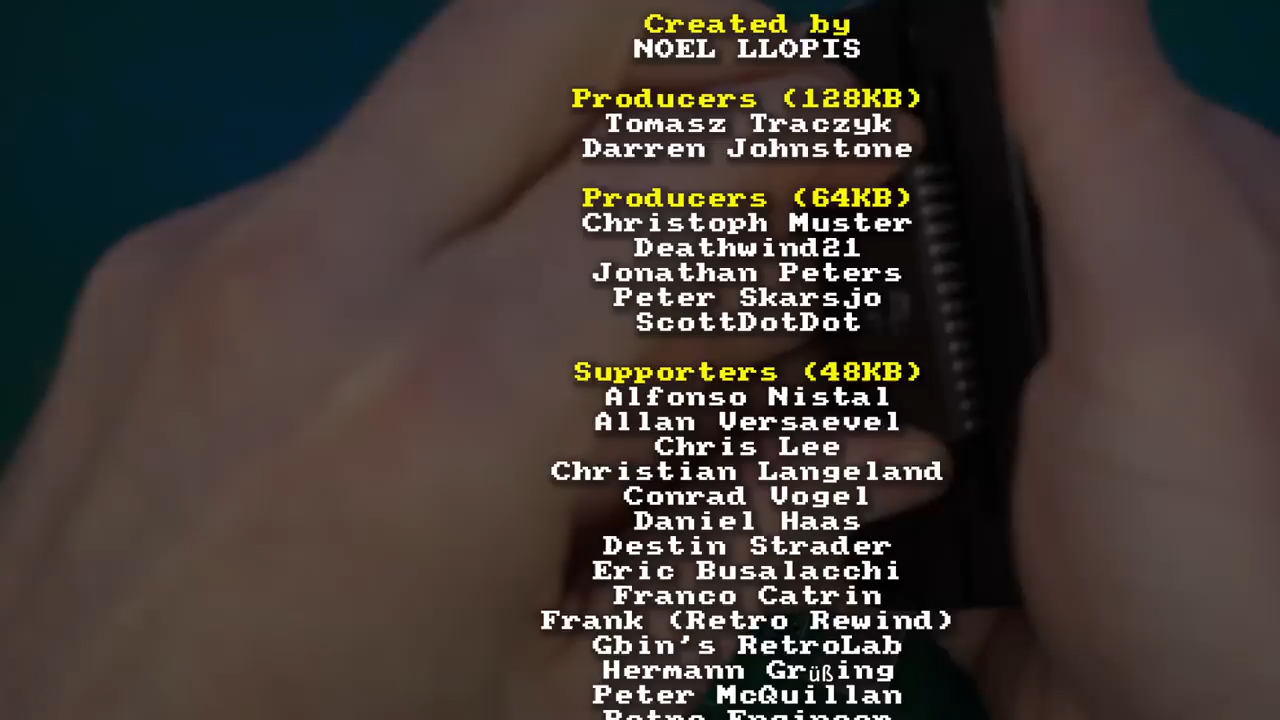 Created by
NOEL LLOPIS
Producers (128KB)
Tomasz Traczyk
Darren Johnstone
Producers (64KB)
Christoph Muster
Deathwind21
Jonathan Peters
Peter Skarsjo
ScottDotDot
Supporters (48KB)
Alfonso Nistal
Allan Versaevel
Chris Lee
Christian Langeland
Conrad Vogel
Daniel Haas
Destin Strader
Eric Busalacchi
Franco Catrin
Frank (Retro Rewind)
Gbin's RetroLab
Hermann Grüßing
Peter McQuillan
Retro Engineer